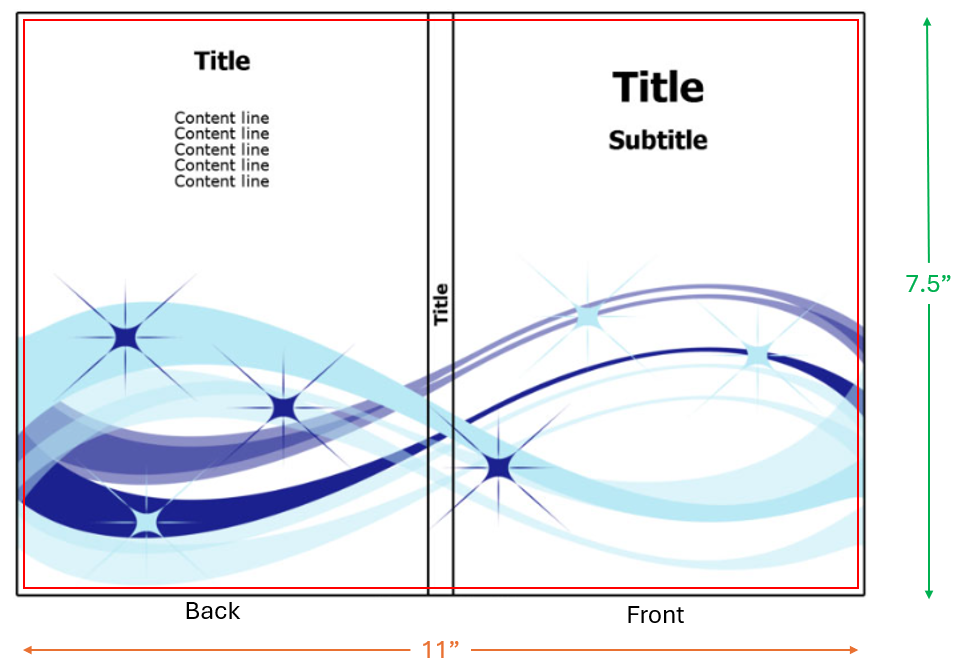 Title
Content line
Content line
Content line
Content line
Content line
Title
Title
Subtitle
Back
Front
7.5”
11”